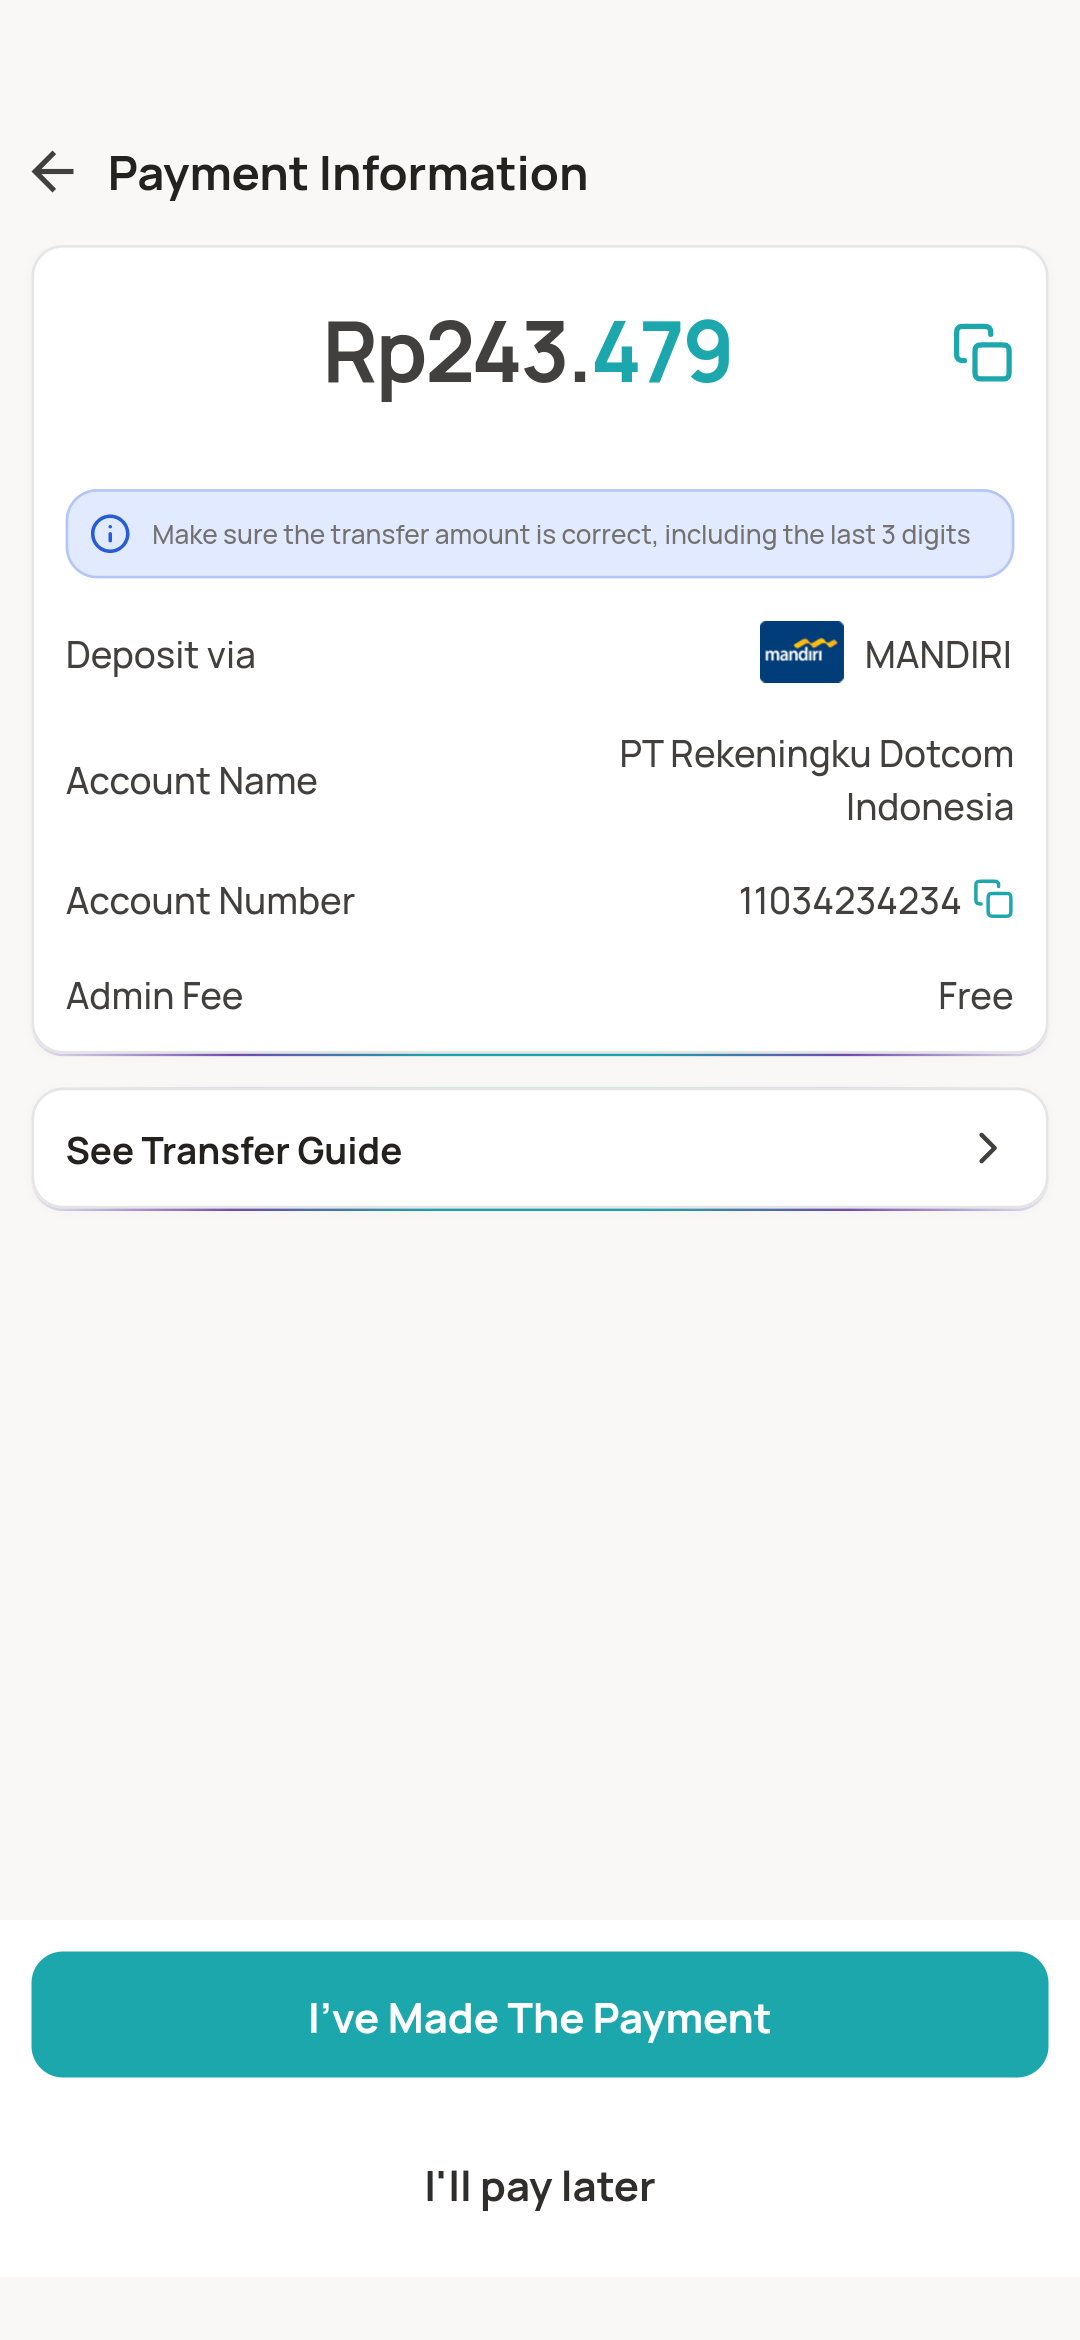 Payment Information
Rp243.479
Make sure the transfer amount is correct, including the last 3 digits
Deposit via
mandiri MANDIRI
Account Name
PT Rekeningku Dotcom
Indonesia
Account Number
11034234234
Admin Fee
Free
See Transfer Guide
I’ve Made The Payment
I'll pay later